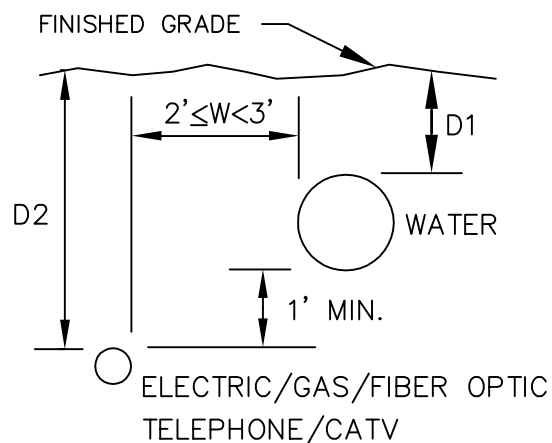 FINISHED GRADE
2'≤W<3'
D1
D2
WATER
1' MIN.
ELECTRIC/GAS/FIBER OPTIC
TELEPHONE/CATV